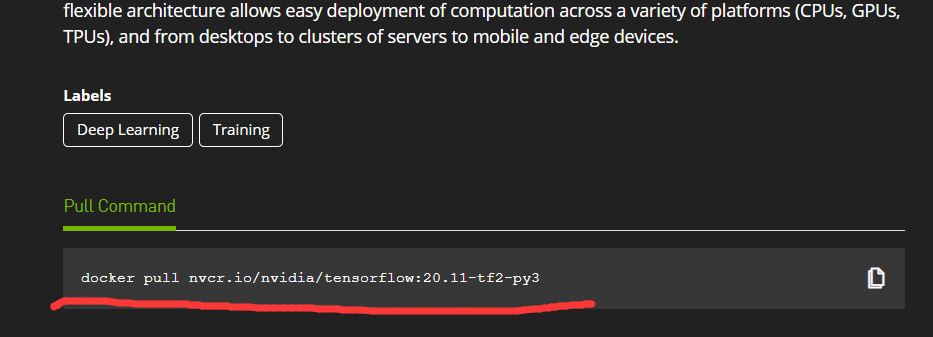 flexible architecture allows easy deployment of computation across a variety of platforms (CPUs, GPUs,
TPUs), and from desktops to clusters of servers to mobile and edge devices.
Labels
Deep Learning Training
Pull Command
docker pull nvcr.io/nvidia/tensorflow:20.11-tf2-py3